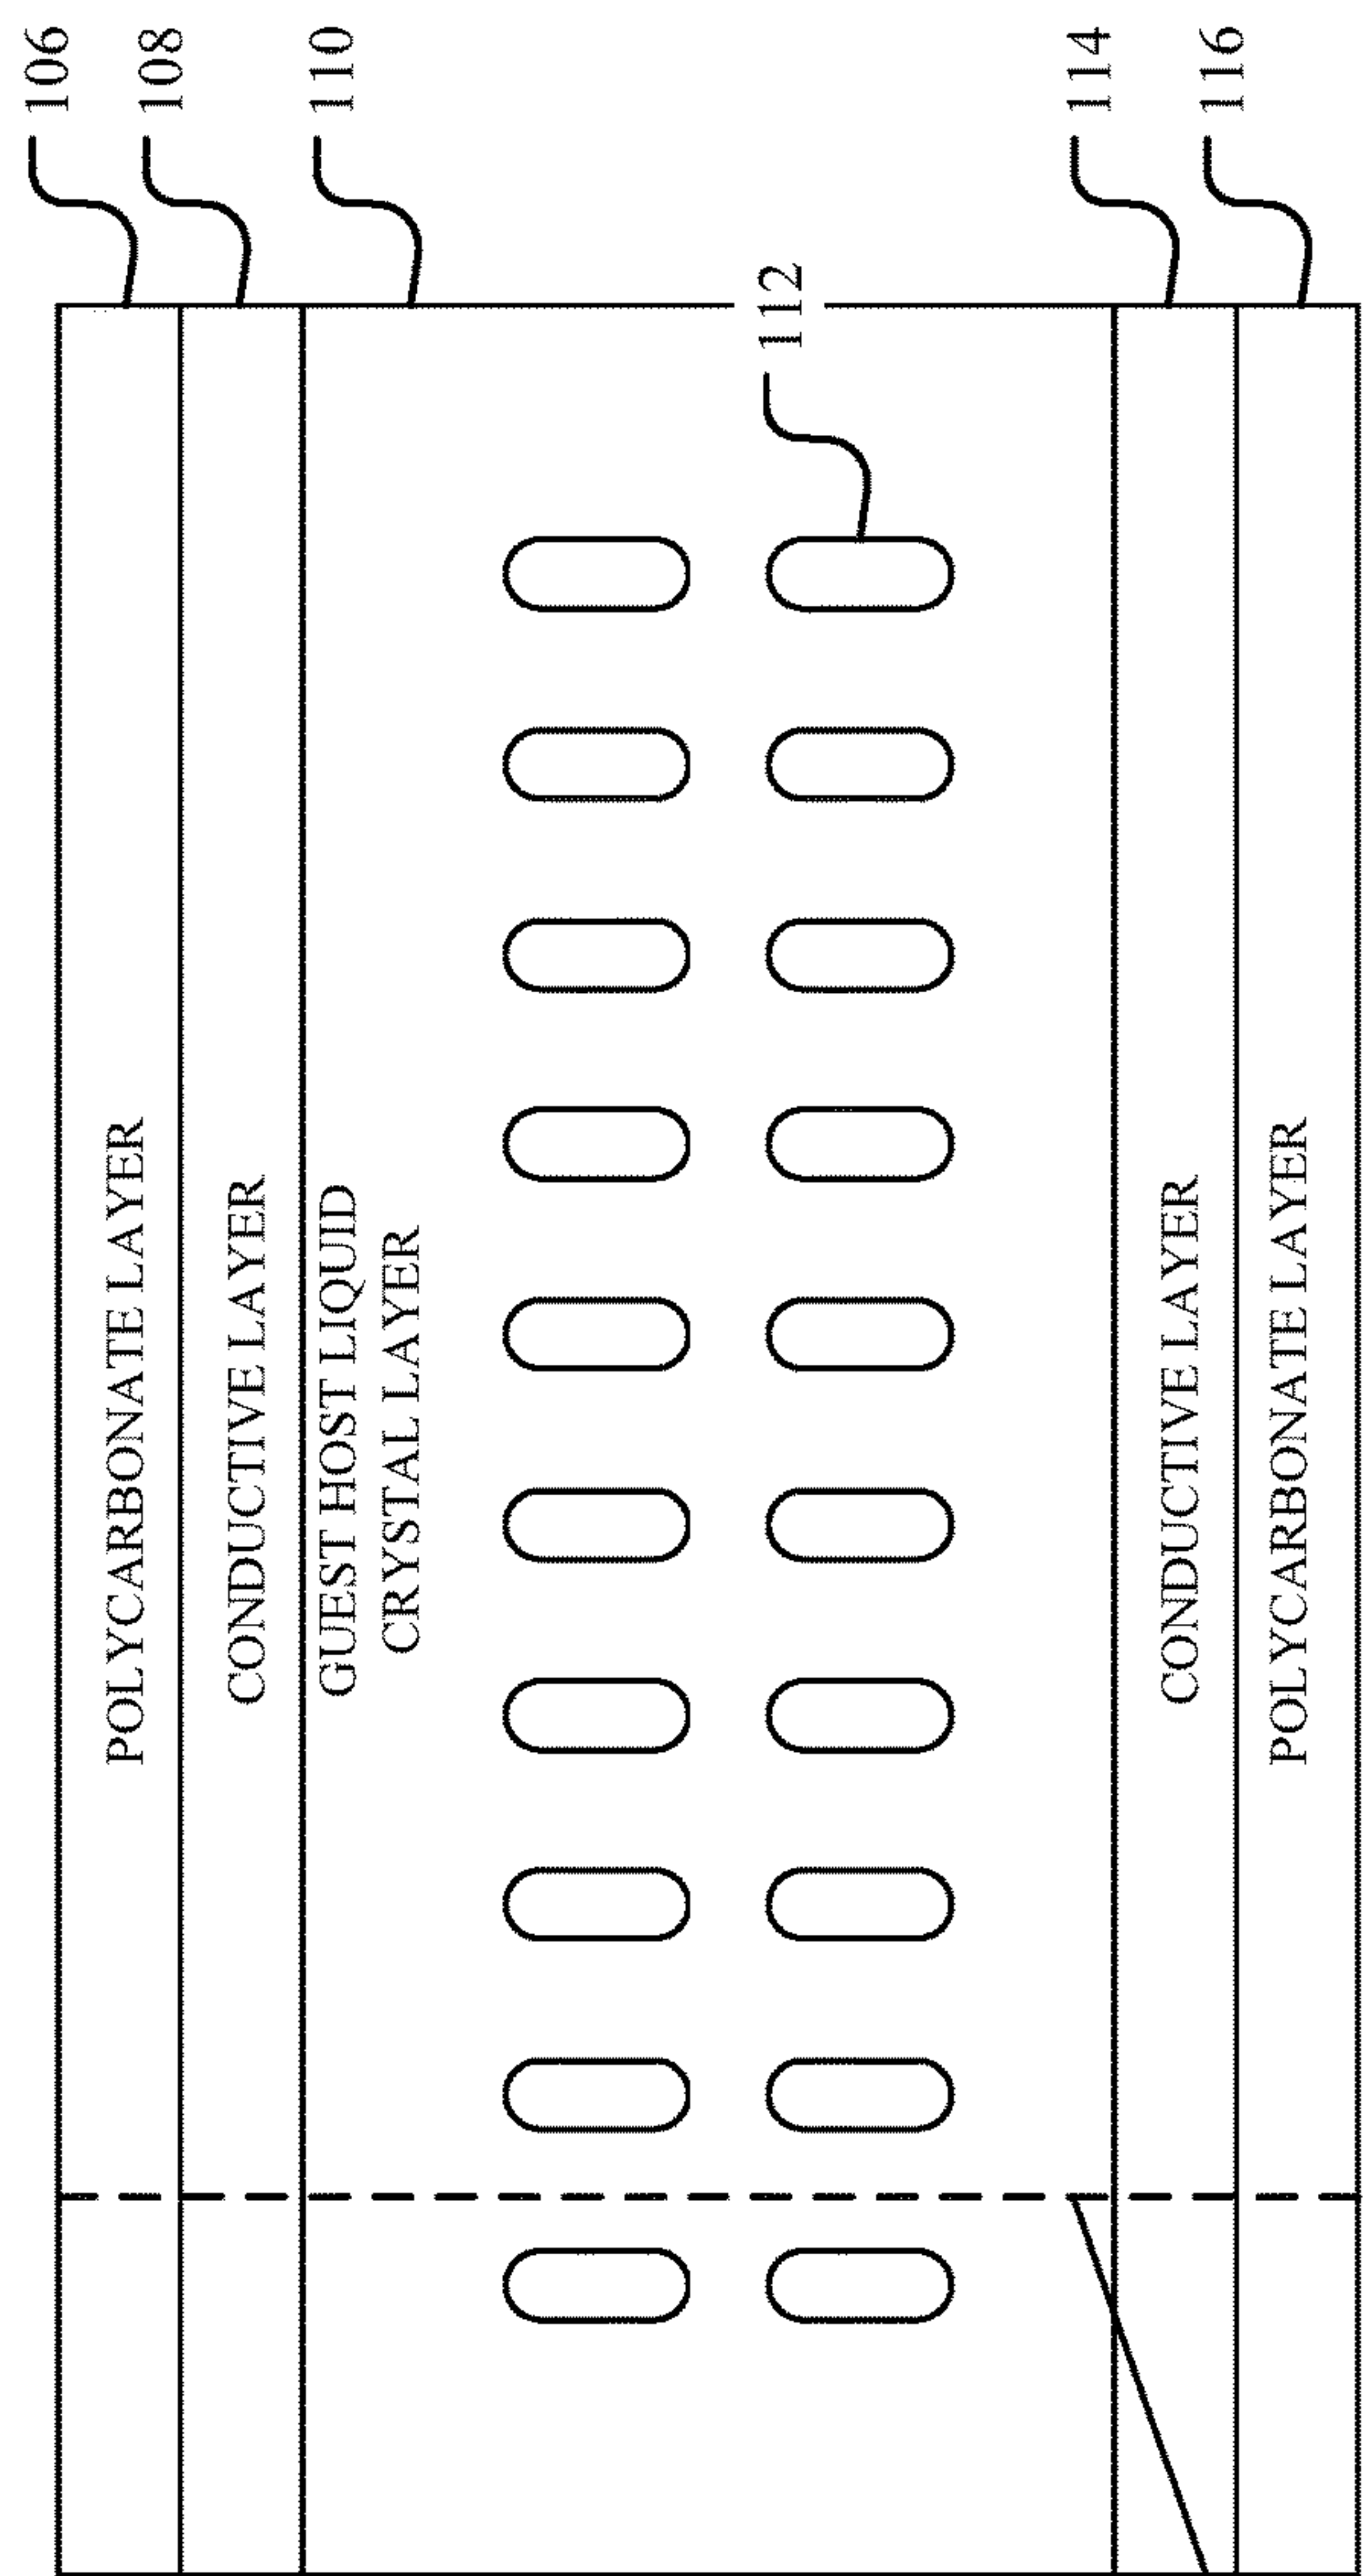 106
108
110
114
116
112
POLYCARBONATE LAYER
CONDUCTIVE LAYER
GUEST HOST LIQUID
CRYSTAL LAYER
CONDUCTIVE LAYER
POLYCARBONATE LAYER